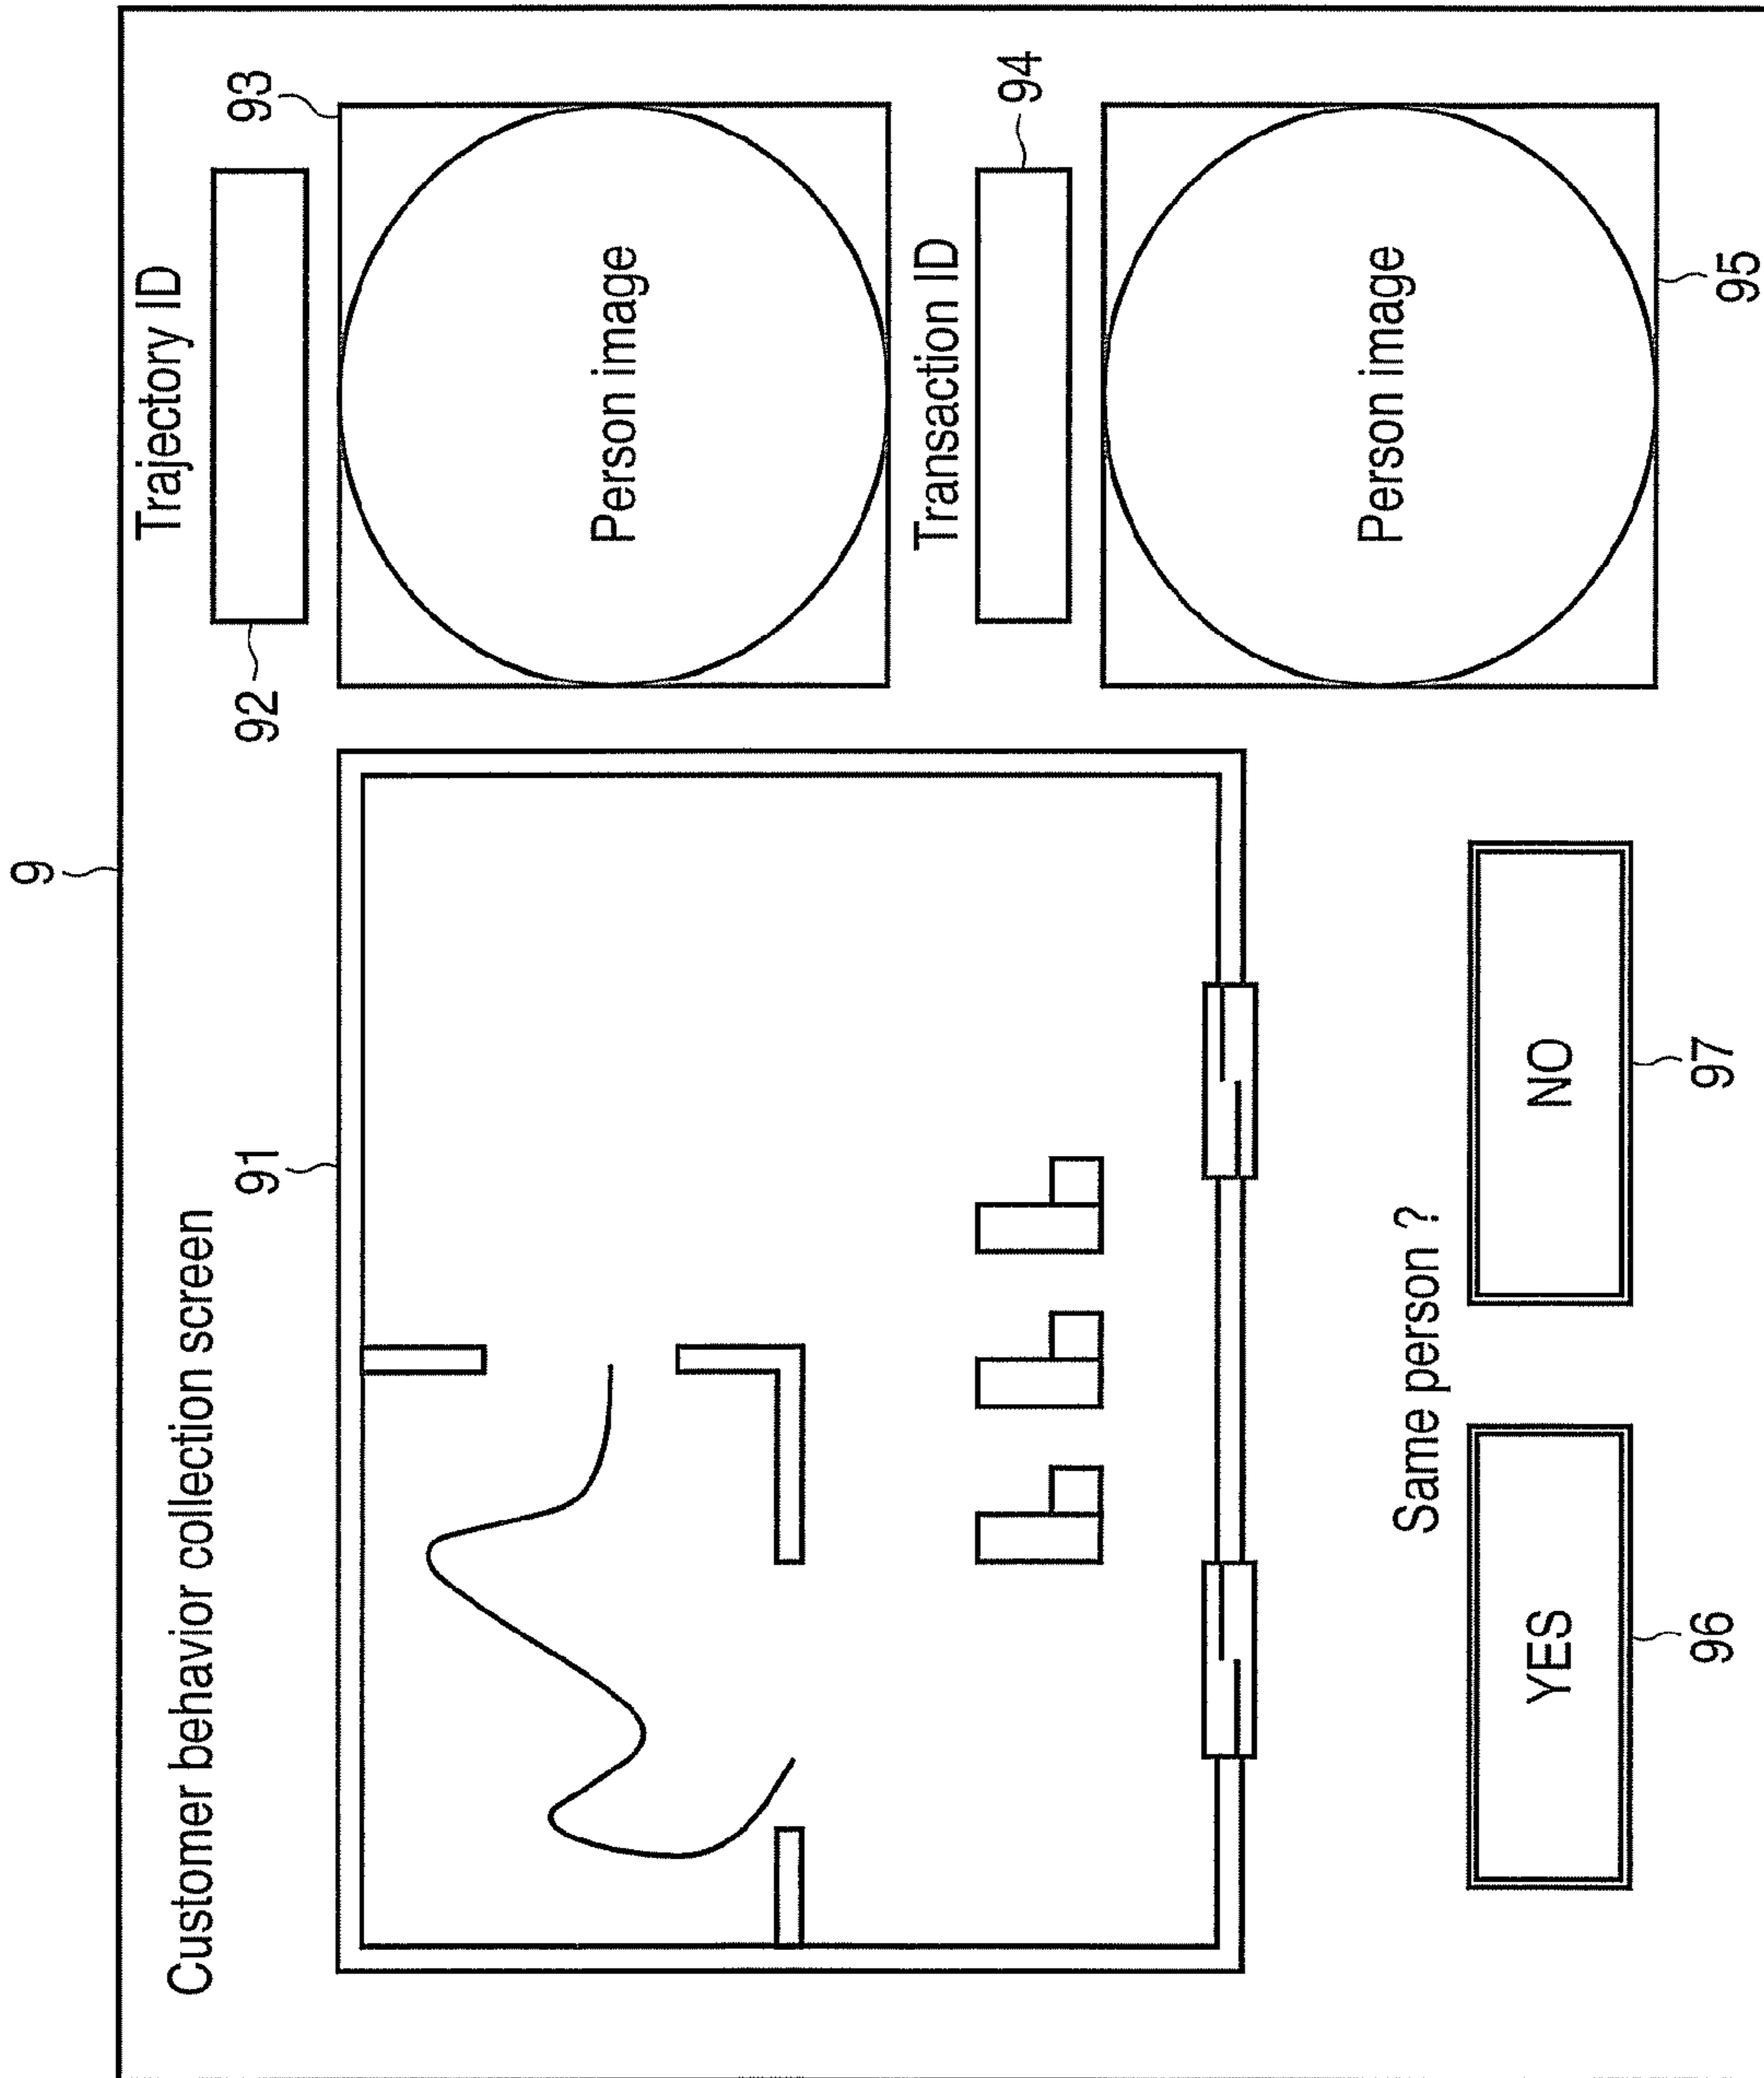 9
Customer behavior collection screen
Trajectory ID
91
92
93
Person image
Transaction ID
94
Person image
95
Same person ?
YES
NO
96
97